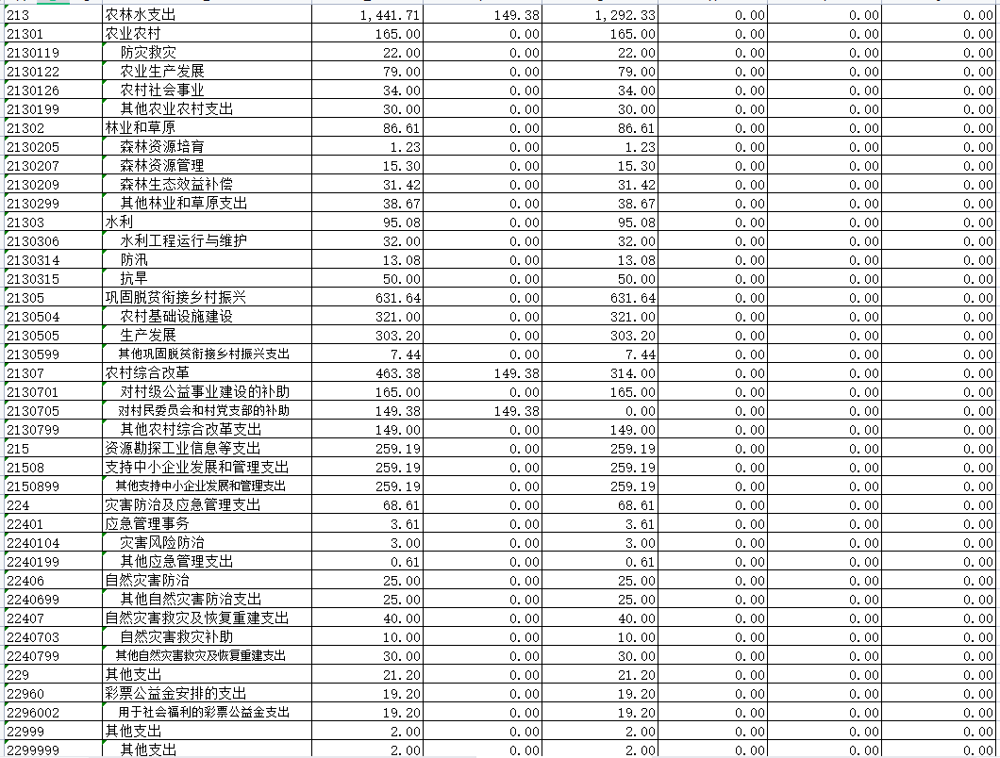 213 农林水支出 1,441.71 149.38 1,292.33 0.00 0.00 0.00
21301 农业农村 165.00 0.00 165.00 0.00 0.00 0.00
2130119 防灾救灾 22.00 0.00 22.00 0.00 0.00 0.00
2130122 农业生产发展 79.00 0.00 79.00 0.00 0.00 0.00
2130126 农村社会事业 34.00 0.00 34.00 0.00 0.00 0.00
2130199 其他农业农村支出 30.00 0.00 30.00 0.00 0.00 0.00
21302 林业和草原 86.61 0.00 86.61 0.00 0.00 0.00
2130205 森林资源培育 1.23 0.00 1.23 0.00 0.00 0.00
2130207 森林资源管理 15.30 0.00 15.30 0.00 0.00 0.00
2130209 森林生态效益补偿 31.42 0.00 31.42 0.00 0.00 0.00
2130299 其他林业和草原支出 38.67 0.00 38.67 0.00 0.00 0.00
21303 水利 95.08 0.00 95.08 0.00 0.00 0.00
2130306 水利工程运行与维护 32.00 0.00 32.00 0.00 0.00 0.00
2130314 防汛 13.08 0.00 13.08 0.00 0.00 0.00
2130315 抗旱 50.00 0.00 50.00 0.00 0.00 0.00
21305 巩固脱贫衔接乡村振兴 631.64 0.00 631.64 0.00 0.00 0.00
2130504 农村基础设施建设 321.00 0.00 321.00 0.00 0.00 0.00
2130505 生产发展 303.20 0.00 303.20 0.00 0.00 0.00
2130599 其他巩固脱贫衔接乡村振兴支出 7.44 0.00 7.44 0.00 0.00 0.00
21307 农村综合改革 463.38 149.38 314.00 0.00 0.00 0.00
2130701 对村级公益事业建设的补助 165.00 0.00 165.00 0.00 0.00 0.00
2130705 对村民委员会和村党支部的补助 149.38 149.38 0.00 0.00 0.00 0.00
2130799 其他农村综合改革支出 149.00 0.00 149.00 0.00 0.00 0.00
215 资源勘探工业信息等支出 259.19 0.00 259.19 0.00 0.00 0.00
21508 支持中小企业发展和管理支出 259.19 0.00 259.19 0.00 0.00 0.00
2150899 其他支持中小企业发展和管理支出 259.19 0.00 259.19 0.00 0.00 0.00
224 灾害防治及应急管理支出 68.61 0.00 68.61 0.00 0.00 0.00
22401 应急管理事务 3.61 0.00 3.61 0.00 0.00 0.00
2240104 灾害风险防治 3.00 0.00 3.00 0.00 0.00 0.00
2240199 其他应急管理支出 0.61 0.00 0.61 0.00 0.00 0.00
22406 自然灾害防治 25.00 0.00 25.00 0.00 0.00 0.00
2240699 其他自然灾害防治支出 25.00 0.00 25.00 0.00 0.00 0.00
22407 自然灾害救灾及恢复重建支出 40.00 0.00 40.00 0.00 0.00 0.00
2240703 自然灾害救灾补助 10.00 0.00 10.00 0.00 0.00 0.00
2240799 其他自然灾害救灾及恢复重建支出 30.00 0.00 30.00 0.00 0.00 0.00
229 其他支出 21.20 0.00 21.20 0.00 0.00 0.00
22960 彩票公益金安排的支出 19.20 0.00 19.20 0.00 0.00 0.00
2296002 用于社会福利的彩票公益金支出 19.20 0.00 19.20 0.00 0.00 0.00
22999 其他支出 2.00 0.00 2.00 0.00 0.00 0.00
2299999 其他支出 2.00 0.00 2.00 0.00 0.00 0.00